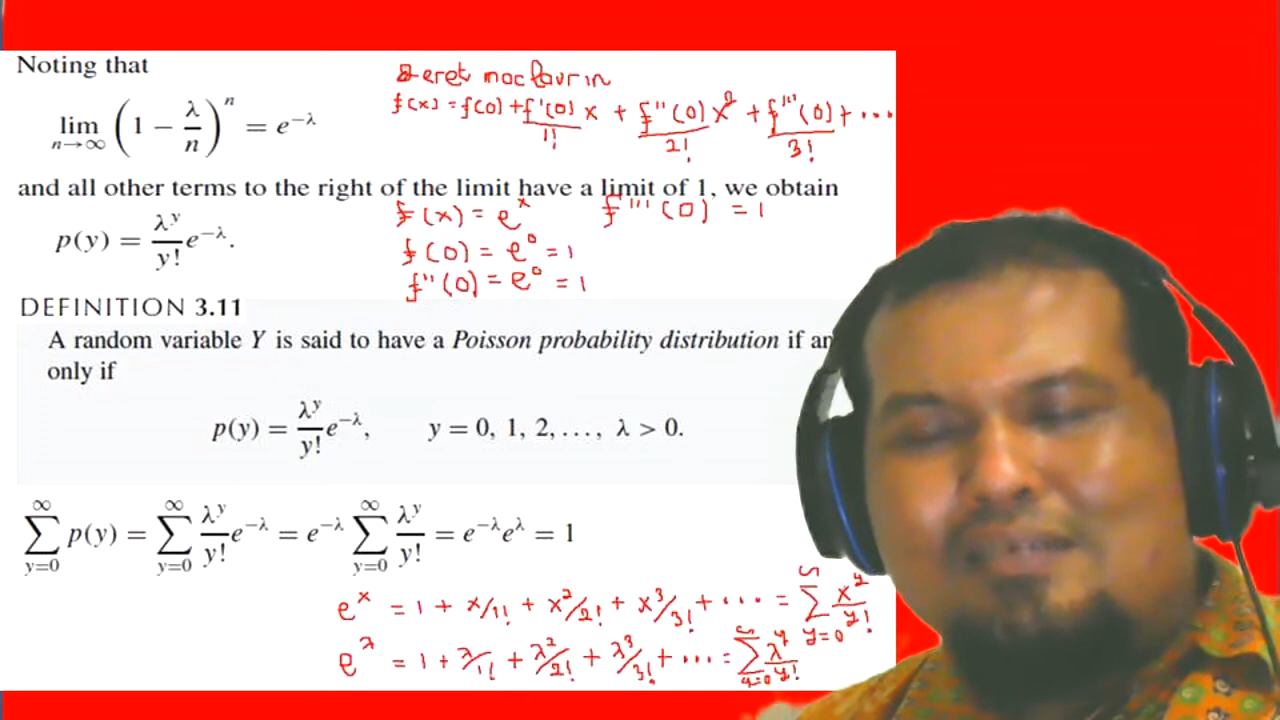 Noting that
lim n→∞ (1 − λ/n)^n = e^−λ
and all other terms to the right of the limit have a limit of 1, we obtain
p(y) = λ^y/y! e^−λ.
Deret maclaurin
f(x) = f(0) + f'(0)/1! x + f''(0)/2! x² + f'''(0)/3! + ...
f(x) = e^x
f'''(0) = 1
f(0) = e^0 = 1
f''(0) = e^0 = 1
DEFINITION 3.11
A random variable Y is said to have a Poisson probability distribution if
only if
p(y) = λ^y/y! e^−λ, y = 0, 1, 2, ..., λ > 0.
∑_{y=0}^∞ p(y) = ∑_{y=0}^∞ λ^y/y! e^−λ = e^−λ ∑_{y=0}^∞ λ^y/y! = e^−λ e^λ = 1
e^x = 1 + x/1! + x²/2! + x³/3! + .... = ∑_{y=0} x^y/y!
e^λ = 1 + λ/1! + λ²/2! + λ³/3! + ... = ∑_{y=0} λ^y/y!